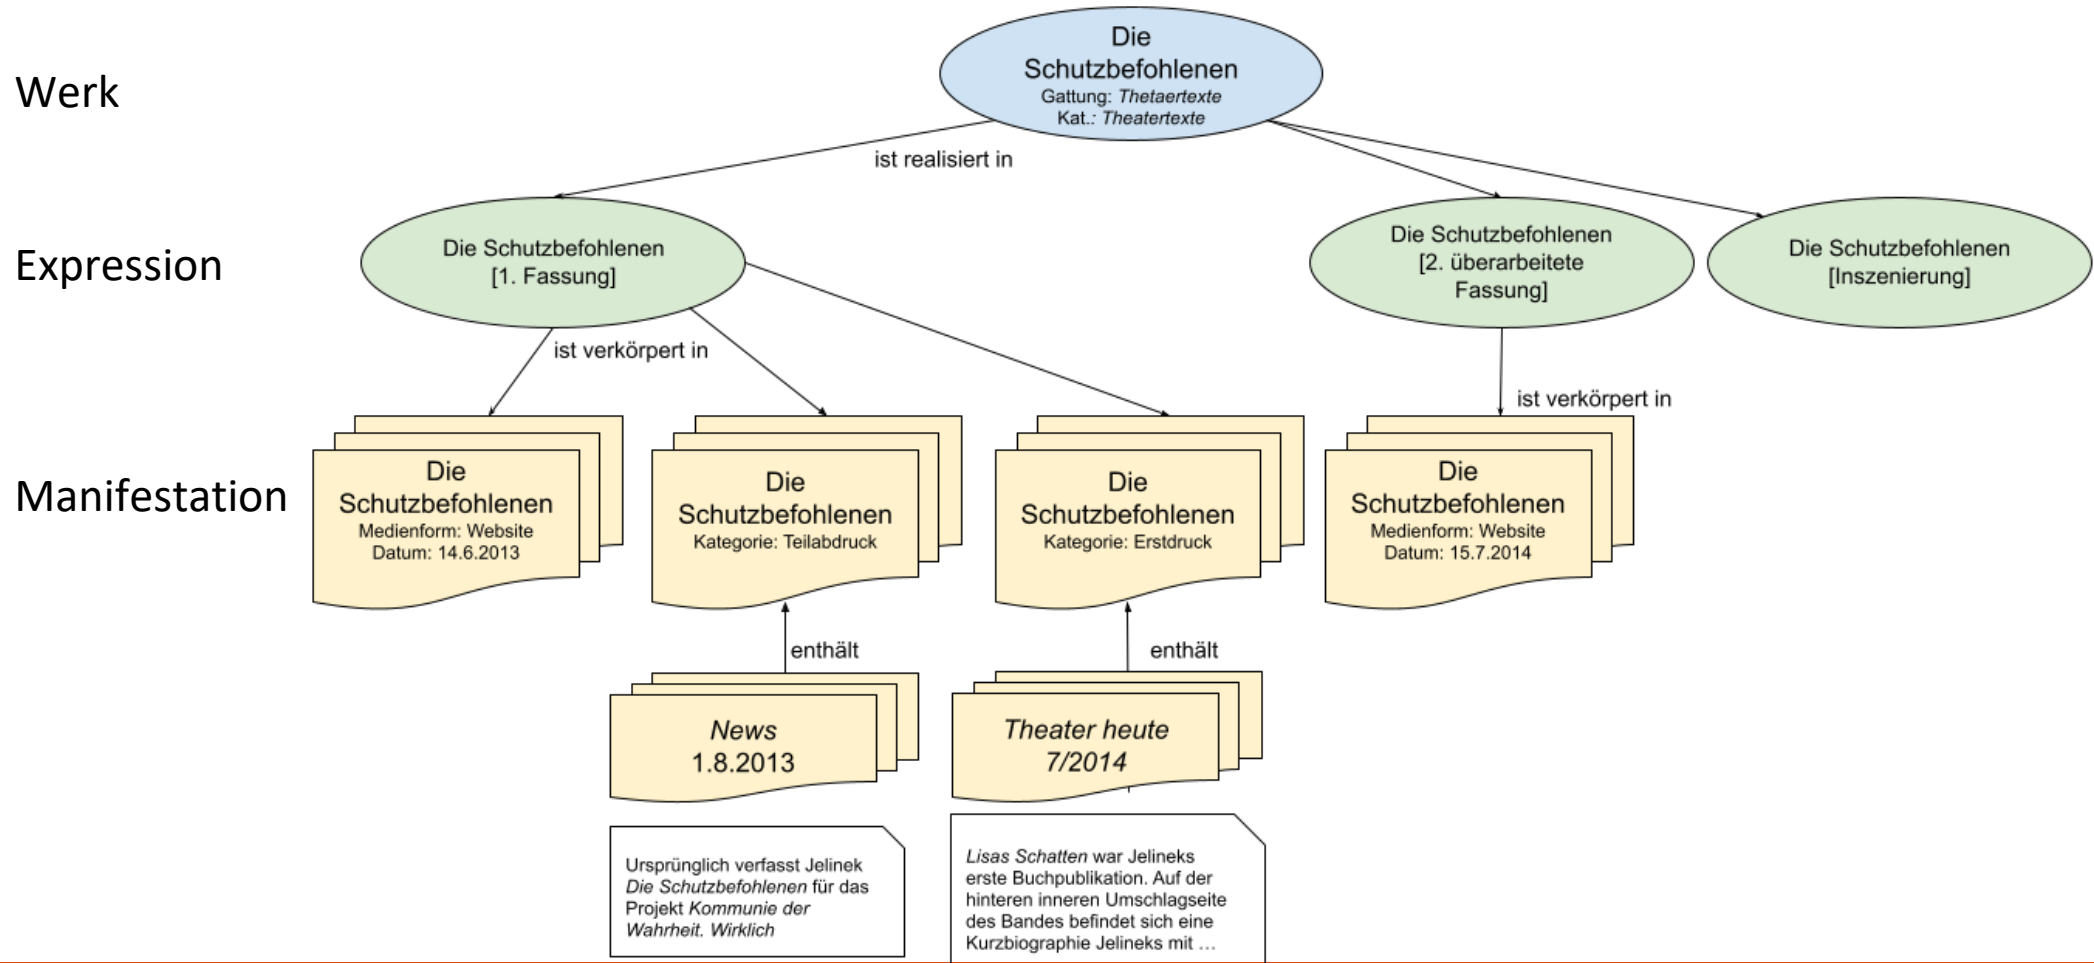 Werk
Die
Schutzbefohlenen
Gattung: Thetaertexte
Kat.: Theatertexte
ist realisiert in
Expression
Die Schutzbefohlenen
[1. Fassung]
Die Schutzbefohlenen
[2. überarbeitete
Fassung]
Die Schutzbefohlenen
[Inszenierung]
ist verkörpert in
ist verkörpert in
Manifestation
Die
Schutzbefohlenen
Medienform: Website
Datum: 14.6.2013
Die
Schutzbefohlenen
Kategorie: Teilabdruck
Die
Schutzbefohlenen
Kategorie: Erstdruck
Die
Schutzbefohlenen
Medienform: Website
Datum: 15.7.2014
enthält
enthält
News
1.8.2013
Theater heute
7/2014
Ursprünglich verfasst Jelinek
Die Schutzbefohlenen für das
Projekt Kommunie der
Wahrheit. Wirklich
Lisas Schatten war Jelineks
erste Buchpublikation. Auf der
hinteren inneren Umschlagseite
des Bandes befindet sich eine
Kurzbiographie Jelineks mit …